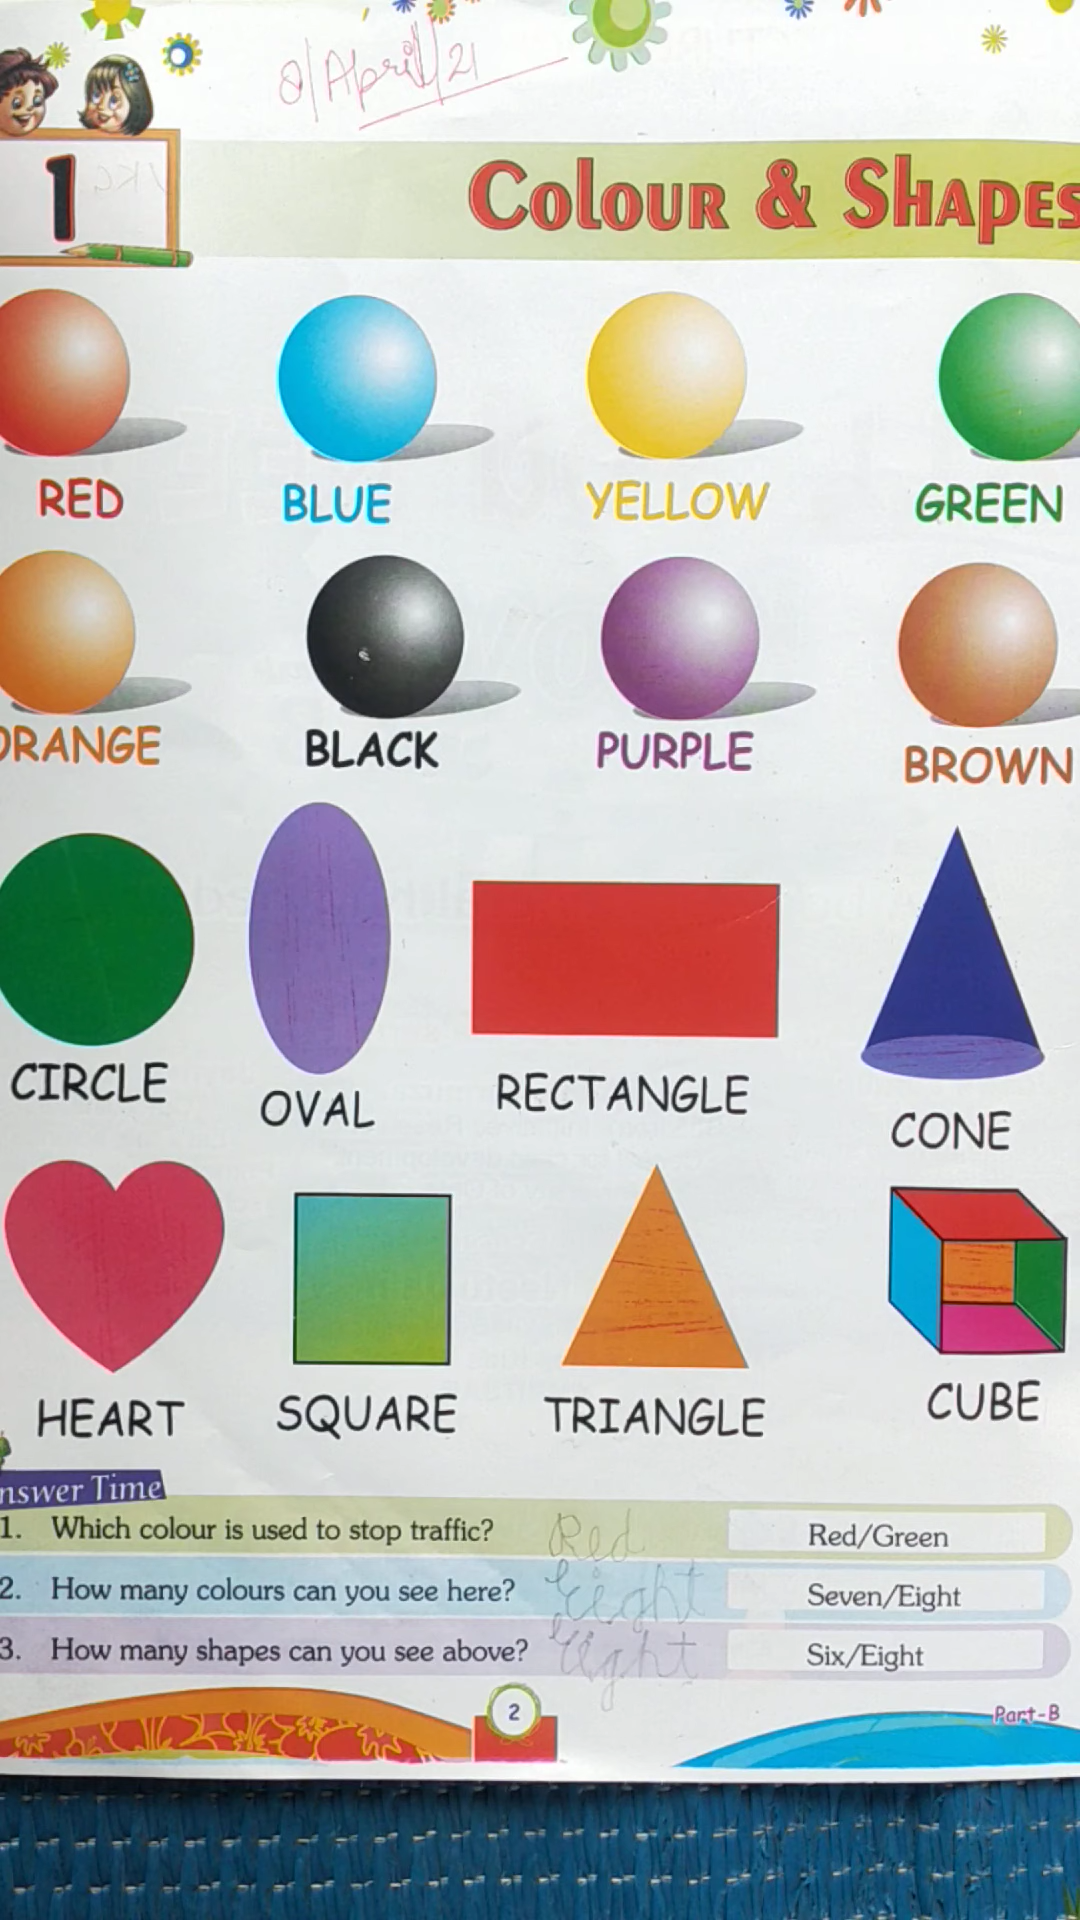 8/April/21
1
COLOUR & SHAPES
RED BLUE YELLOW GREEN
ORANGE BLACK PURPLE BROWN
CIRCLE OVAL RECTANGLE CONE
HEART SQUARE TRIANGLE CUBE
nswer Time
1. Which colour is used to stop traffic? Red Red/Green
2. How many colours can you see here? Eight Seven/Eight
3. How many shapes can you see above? Eight Six/Eight
2
Part-B